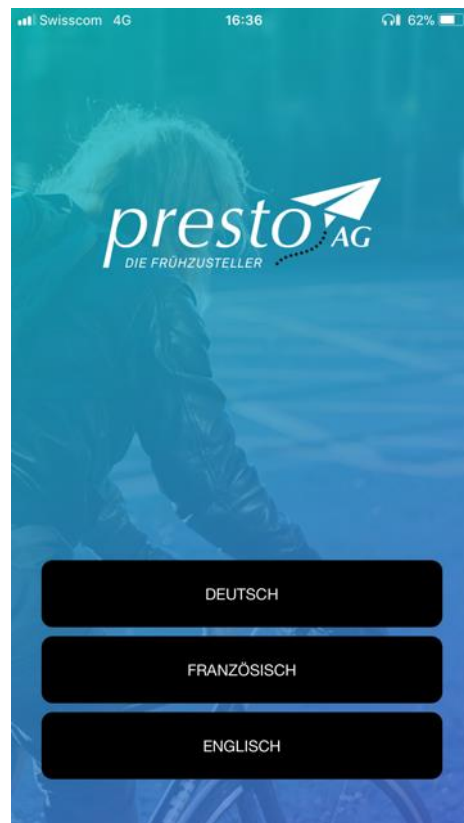 Swisscom 4G 16:36 62%
presto AG
DIE FRÜHZUSTELLER
DEUTSCH
FRANZÖSISCH
ENGLISCH